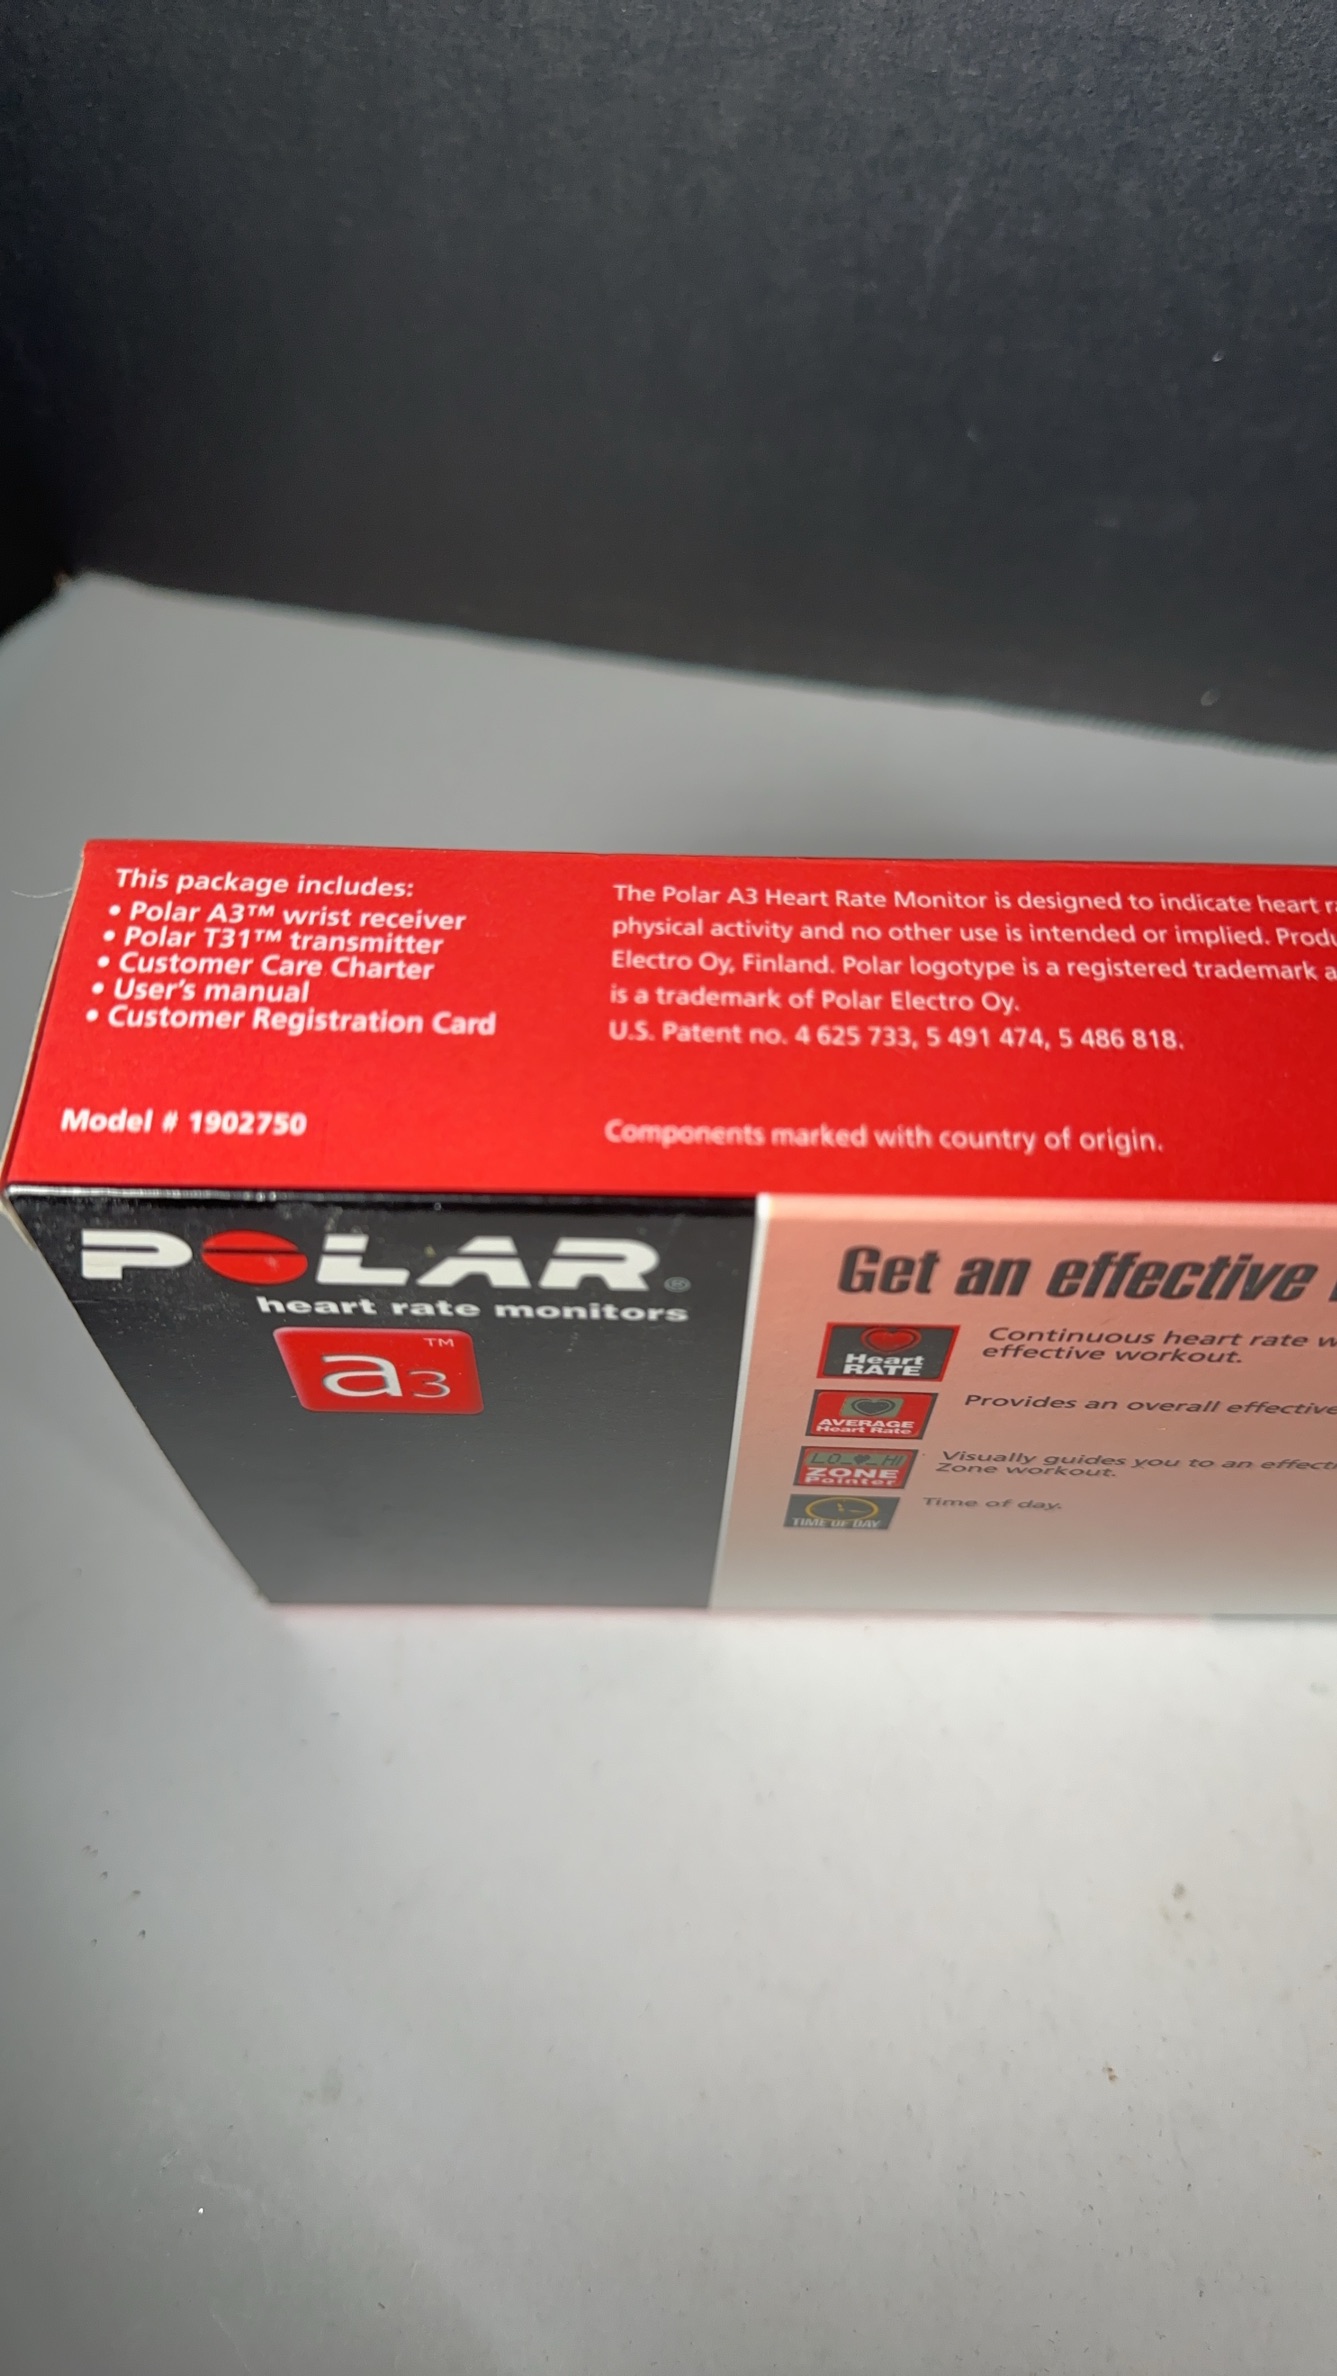 This package includes:
• Polar A3™ wrist receiver
• Polar T31™ transmitter
• Customer Care Charter
• User's manual
• Customer Registration Card
Model # 1902750
The Polar A3 Heart Rate Monitor is designed to indicate heart
physical activity and no other use is intended or implied.
Electro Oy, Finland. Polar logotype is a registered trademark
is a trademark of Polar Electro Oy.
U.S. Patent no. 4 625 733, 5 491 474, 5 486 818.
Components marked with country of origin.
POLAR®
heart rate monitors
a3™
Get an effective
Heart
RATE
Continuous heart rate
effective workout.
AVERAGE
Heart Rate
Provides an overall
LO HI
ZONE
Pointer
Visually guides you to an
Zone workout.
TIME OF DAY
Time of day.